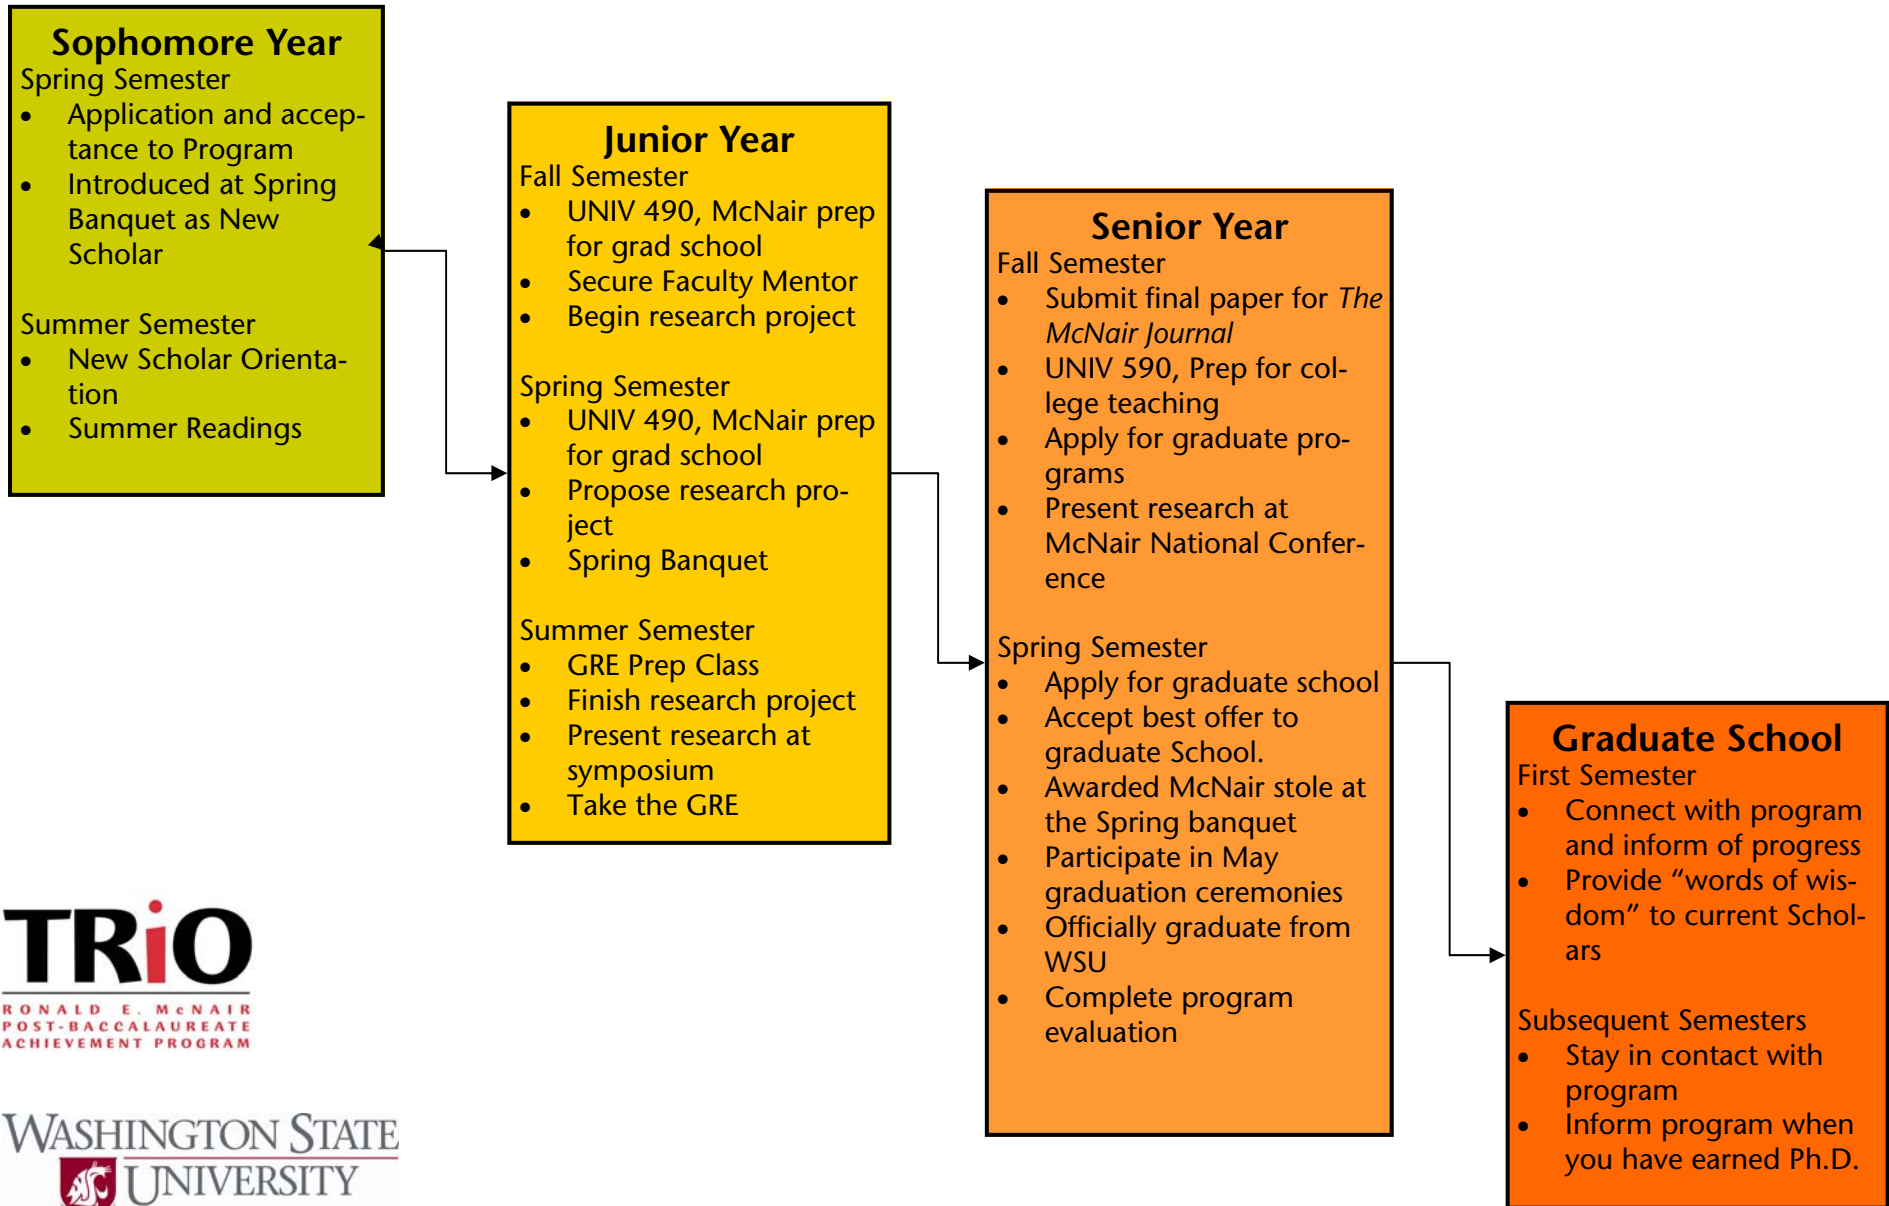 Sophomore Year
Spring Semester
• Application and accep-
tance to Program
• Introduced at Spring
Banquet as New
Scholar
Summer Semester
• New Scholar Orienta-
tion
• Summer Readings
Junior Year
Fall Semester
• UNIV 490, McNair prep
for grad school
• Secure Faculty Mentor
• Begin research project
Spring Semester
• UNIV 490, McNair prep
for grad school
• Propose research pro-
ject
• Spring Banquet
Summer Semester
• GRE Prep Class
• Finish research project
• Present research at
symposium
• Take the GRE
Senior Year
Fall Semester
• Submit final paper for The
McNair Journal
• UNIV 590, Prep for col-
lege teaching
• Apply for graduate pro-
grams
• Present research at
McNair National Confer-
ence
Spring Semester
• Apply for graduate school
• Accept best offer to
graduate School.
• Awarded McNair stole at
the Spring banquet
• Participate in May
graduation ceremonies
• Officially graduate from
WSU
• Complete program
evaluation
Graduate School
First Semester
• Connect with program
and inform of progress
• Provide “words of wis-
dom” to current Schol-
ars
Subsequent Semesters
• Stay in contact with
program
• Inform program when
you have earned Ph.D.
TRiO
RONALD E. McNAIR
POST-BACCALAUREATE
ACHIEVEMENT PROGRAM
WASHINGTON STATE
UNIVERSITY